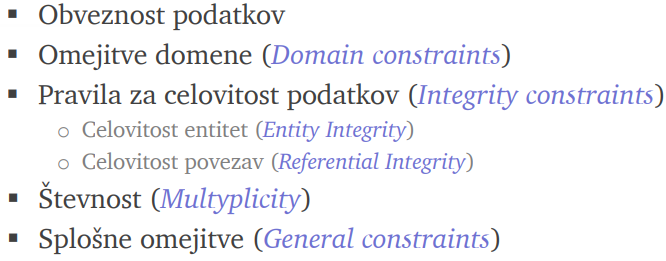 ▪ Obveznost podatkov
▪ Omejitve domene (Domain constraints)
▪ Pravila za celovitost podatkov (Integrity constraints)
○ Celovitost entitet (Entity Integrity)
○ Celovitost povezav (Referential Integrity)
▪ Števnost (Multyplicity)
▪ Splošne omejitve (General constraints)